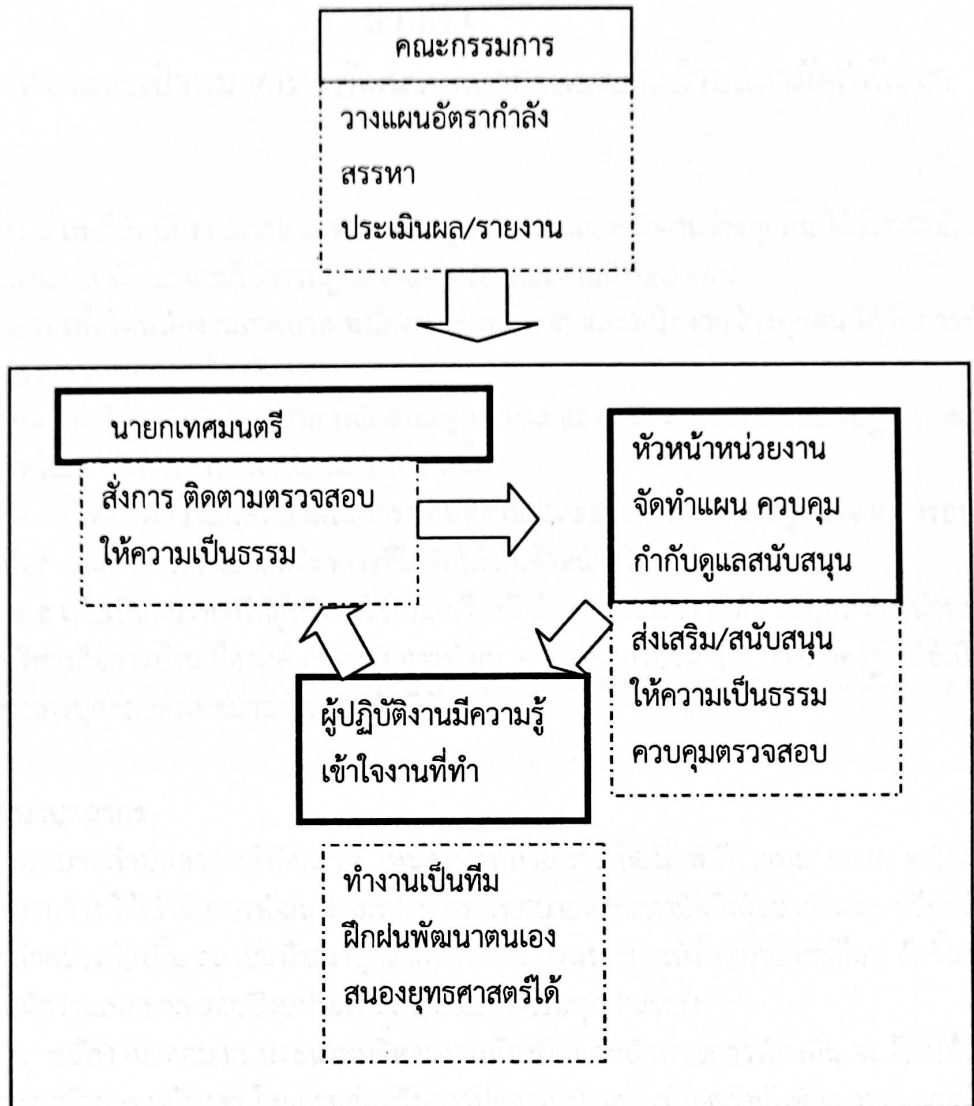 คณะกรรมการ
วางแผนอัตรากำลัง
สรรหา
ประเมินผล/รายงาน
นายกเทศมนตรี
สั่งการ ติดตามตรวจสอบ
ให้ความเป็นธรรม
หัวหน้าหน่วยงาน
จัดทำแผน ควบคุม
กำกับดูแลสนับสนุน
ส่งเสริม/สนับสนุน
ให้ความเป็นธรรม
ควบคุมตรวจสอบ
ผู้ปฏิบัติงานมีความรู้
เข้าใจงานที่ทำ
ทำงานเป็นทีม
ฝึกฝนพัฒนาตนเอง
สนองยุทธศาสตร์ได้